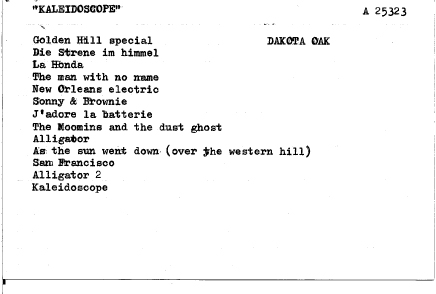 "KALEIDOSCOPE" A 25323
Golden Hill special DAKOTA OAK
Die Strene im himmel
La Honda
The man with no name
New Orleans electric
Sonny & Brownie
J'adore la batterie
The Moomins and the dust ghost
Alligator
As the sun went down (over the western hill)
San Francisco
Alligator 2
Kaleidoscope